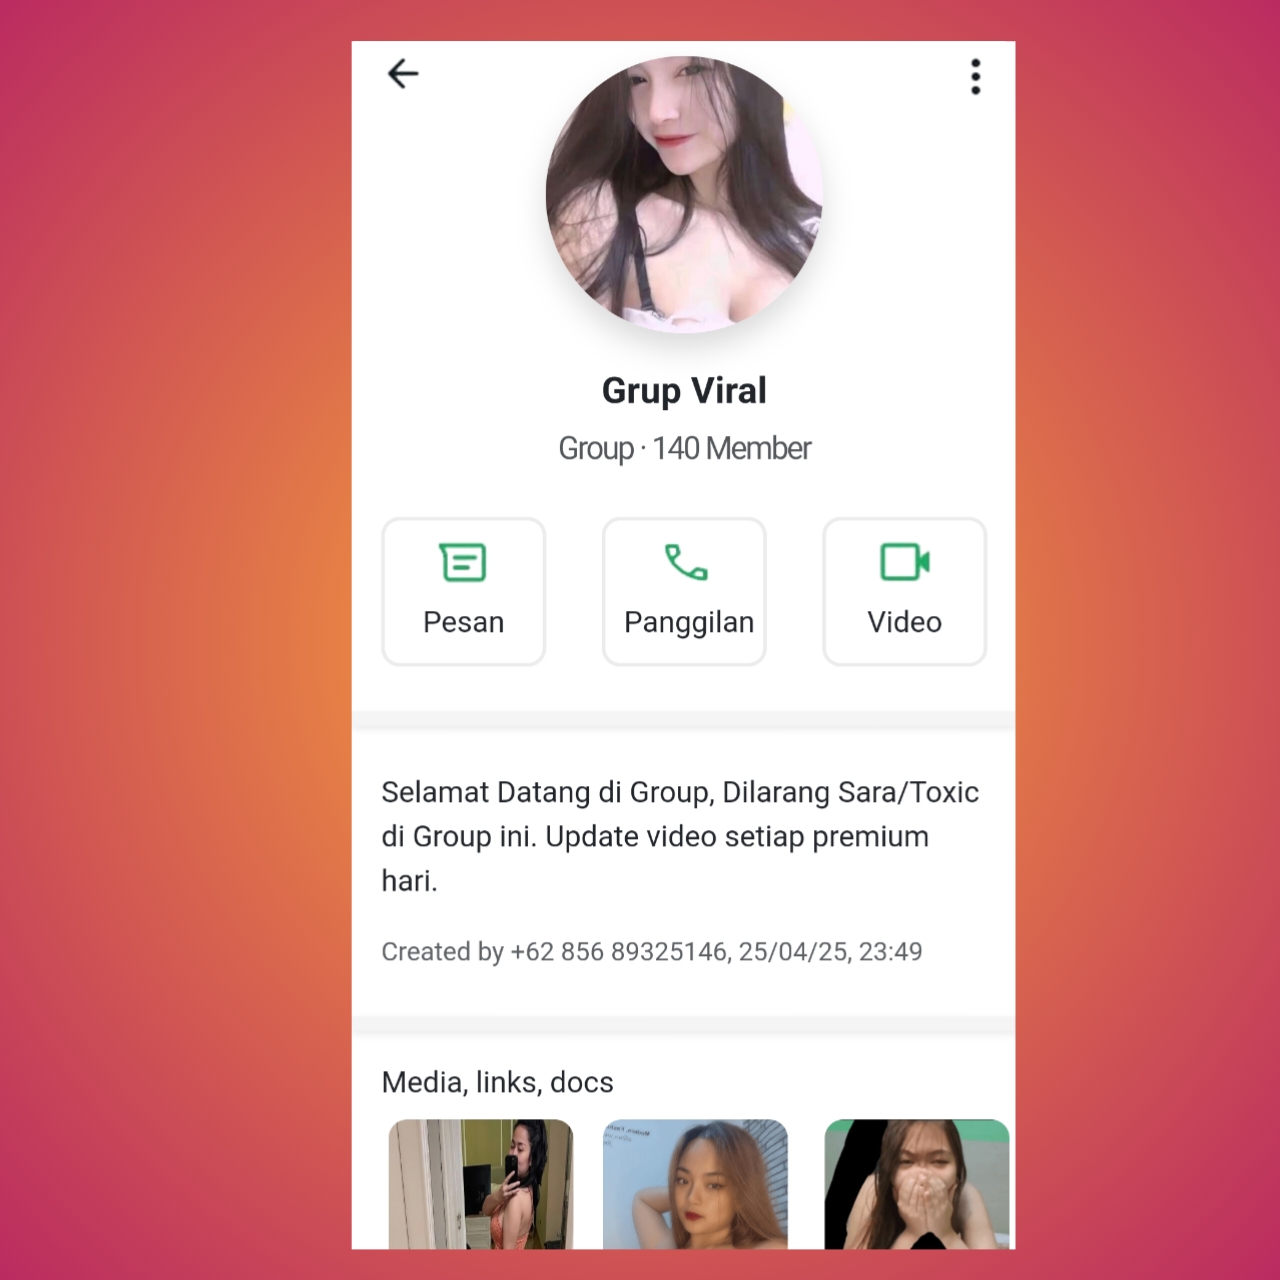 Grup Viral
Group · 140 Member
Pesan
Panggilan
Video
Selamat Datang di Group, Dilarang Sara/Toxic
di Group ini. Update video setiap premium
hari.
Created by +62 856 89325146, 25/04/25, 23:49
Media, links, docs